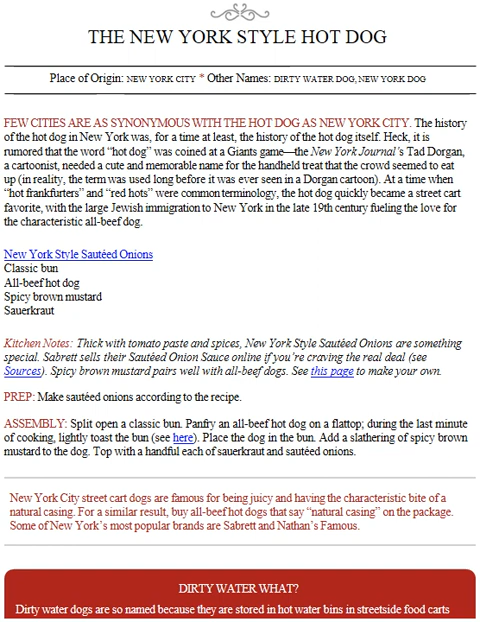 THE NEW YORK STYLE HOT DOG
Place of Origin: NEW YORK CITY * Other Names: DIRTY WATER DOG, NEW YORK DOG
FEW CITIES ARE AS SYNONYMOUS WITH THE HOT DOG AS NEW YORK CITY. The history
of the hot dog in New York was, for a time at least, the history of the hot dog itself. Heck, it is
rumored that the word “hot dog” was coined at a Giants game—the New York Journal’s Tad Dorgan,
a cartoonist, needed a cute and memorable name for the handheld treat that the crowd seemed to eat
up (in reality, the term was used long before it was ever seen in a Dorgan cartoon). At a time when
“hot frankfurters” and “red hots” were common terminology, the hot dog quickly became a street cart
favorite, with the large Jewish immigration to New York in the late 19th century fueling the love for
the characteristic all-beef dog.
New York Style Sautéed Onions
Classic bun
All-beef hot dog
Spicy brown mustard
Sauerkraut
Kitchen Notes: Thick with tomato paste and spices, New York Style Sautéed Onions are something
special. Sabrett sells their Sautéed Onion Sauce online if you’re craving the real deal (see
Sources). Spicy brown mustard pairs well with all-beef dogs. See this page to make your own.
PREP: Make sautéed onions according to the recipe.
ASSEMBLY: Split open a classic bun. Panfry an all-beef hot dog on a flattop; during the last minute
of cooking, lightly toast the bun (see here). Place the dog in the bun. Add a slathering of spicy brown
mustard to the dog. Top with a handful each of sauerkraut and sautéed onions.
New York City street cart dogs are famous for being juicy and having the characteristic bite of a
natural casing. For a similar result, buy all-beef hot dogs that say “natural casing” on the package.
Some of New York’s most popular brands are Sabrett and Nathan’s Famous.
DIRTY WATER WHAT?
Dirty water dogs are so named because they are stored in hot water bins in streetside food carts